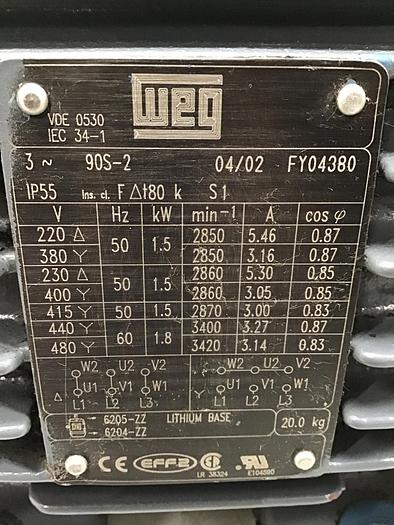 WEG
VDE 0530
IEC 34-1
3 ~ 90S-2 04/02 FY04380
IP55 Ins. cl. F Δt80 k S1
V Hz kW min-1 A cos φ
220 Δ 50 1.5 2850 5.46 0.87
380 Y 2850 3.16 0.87
230 Δ 50 1.5 2860 5.30 0.85
400 Y 2860 3.05 0.85
415 Y 50 1.5 2870 3.00 0.83
440 Y 60 1.8 3400 3.27 0.87
480 Y 3420 3.14 0.83
W2 U2 V2 W2 U2 V2
U1 V1 W1 U1 V1 W1
Δ L1 L2 L3 Y L1 L2 L3
6205-ZZ LITHIUM BASE 20.0 kg
6204-ZZ
CE EFF2 LR 38324 E104590